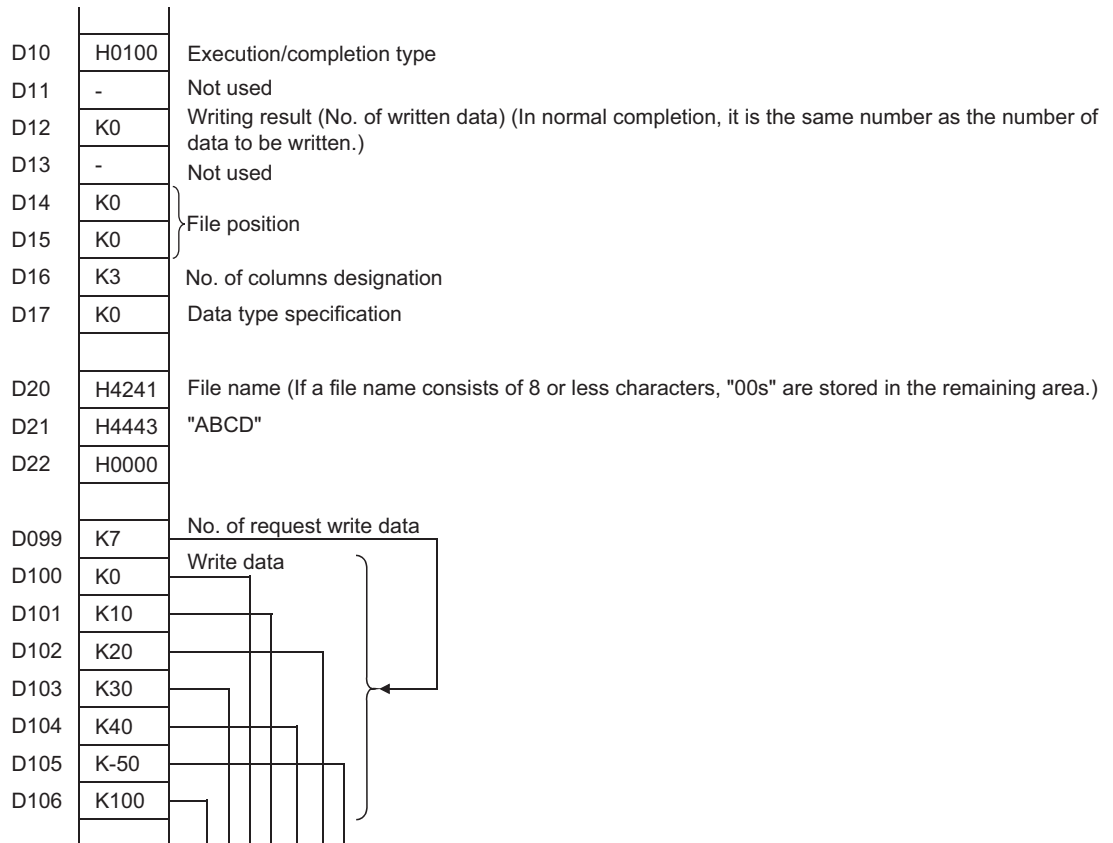 D10 H0100 Execution/completion type
D11 - Not used
D12 K0 Writing result (No. of written data) (In normal completion, it is the same number as the number of
data to be written.)
D13 - Not used
D14 K0
File position
D15 K0
D16 K3 No. of columns designation
D17 K0 Data type specification
D20 H4241 File name (If a file name consists of 8 or less characters, "00s" are stored in the remaining area.)
D21 H4443 "ABCD"
D22 H0000
D099 K7 No. of request write data
D100 K0 Write data
D101 K10
D102 K20
D103 K30
D104 K40
D105 K-50
D106 K100